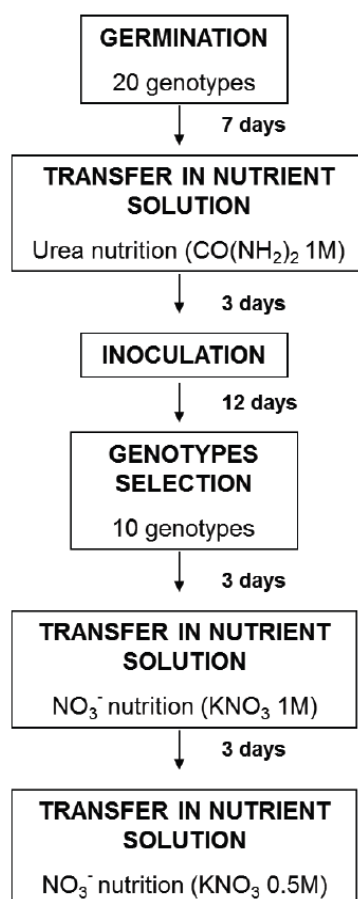 GERMINATION
20 genotypes
7 days
TRANSFER IN NUTRIENT
SOLUTION
Urea nutrition (CO(NH₂)₂ 1M)
3 days
INOCULATION
12 days
GENOTYPES
SELECTION
10 genotypes
3 days
TRANSFER IN NUTRIENT
SOLUTION
NO₃⁻ nutrition (KNO₃ 1M)
3 days
TRANSFER IN NUTRIENT
SOLUTION
NO₃⁻ nutrition (KNO₃ 0.5M)